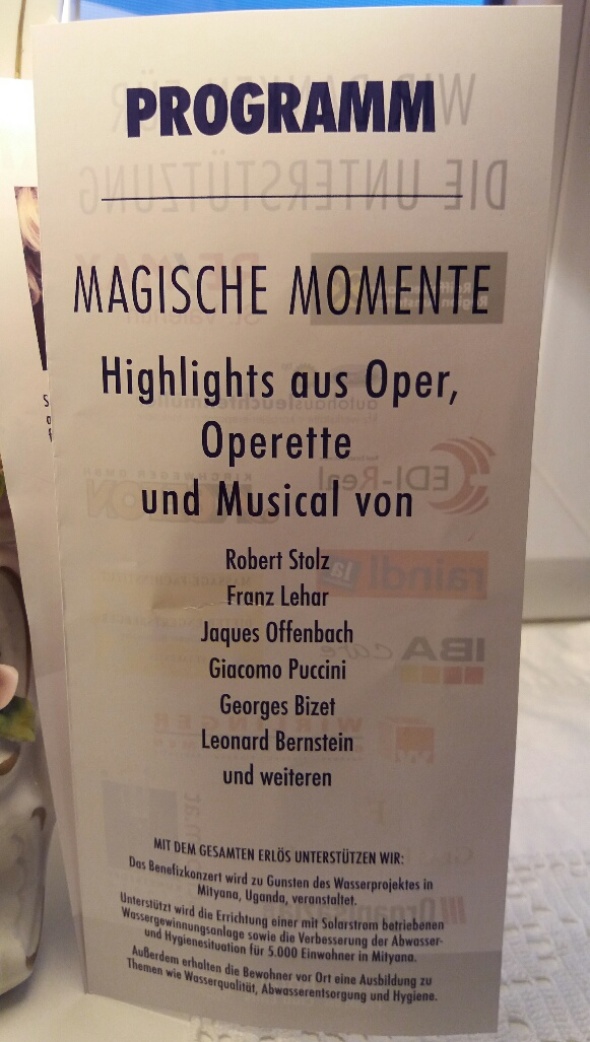 PROGRAMM
MAGISCHE MOMENTE
Highlights aus Oper,
Operette
und Musical von
Robert Stolz
Franz Lehar
Jaques Offenbach
Giacomo Puccini
Georges Bizet
Leonard Bernstein
und weiteren
MIT DEM GESAMTEN ERLÖS UNTERSTÜTZEN WIR:
Das Benefizkonzert wird zu Gunsten des Wasserprojektes in
Mityana, Uganda, veranstaltet.
Unterstützt wird die Errichtung einer mit Solarstrom betriebenen
Wassergewinnungsanlage sowie die Verbesserung der Abwasser-
und Hygienesituation für 5.000 Einwohner in Mityana.
Außerdem erhalten die Bewohner vor Ort eine Ausbildung zu
Themen wie Wasserqualität, Abwasserentsorgung und Hygiene.